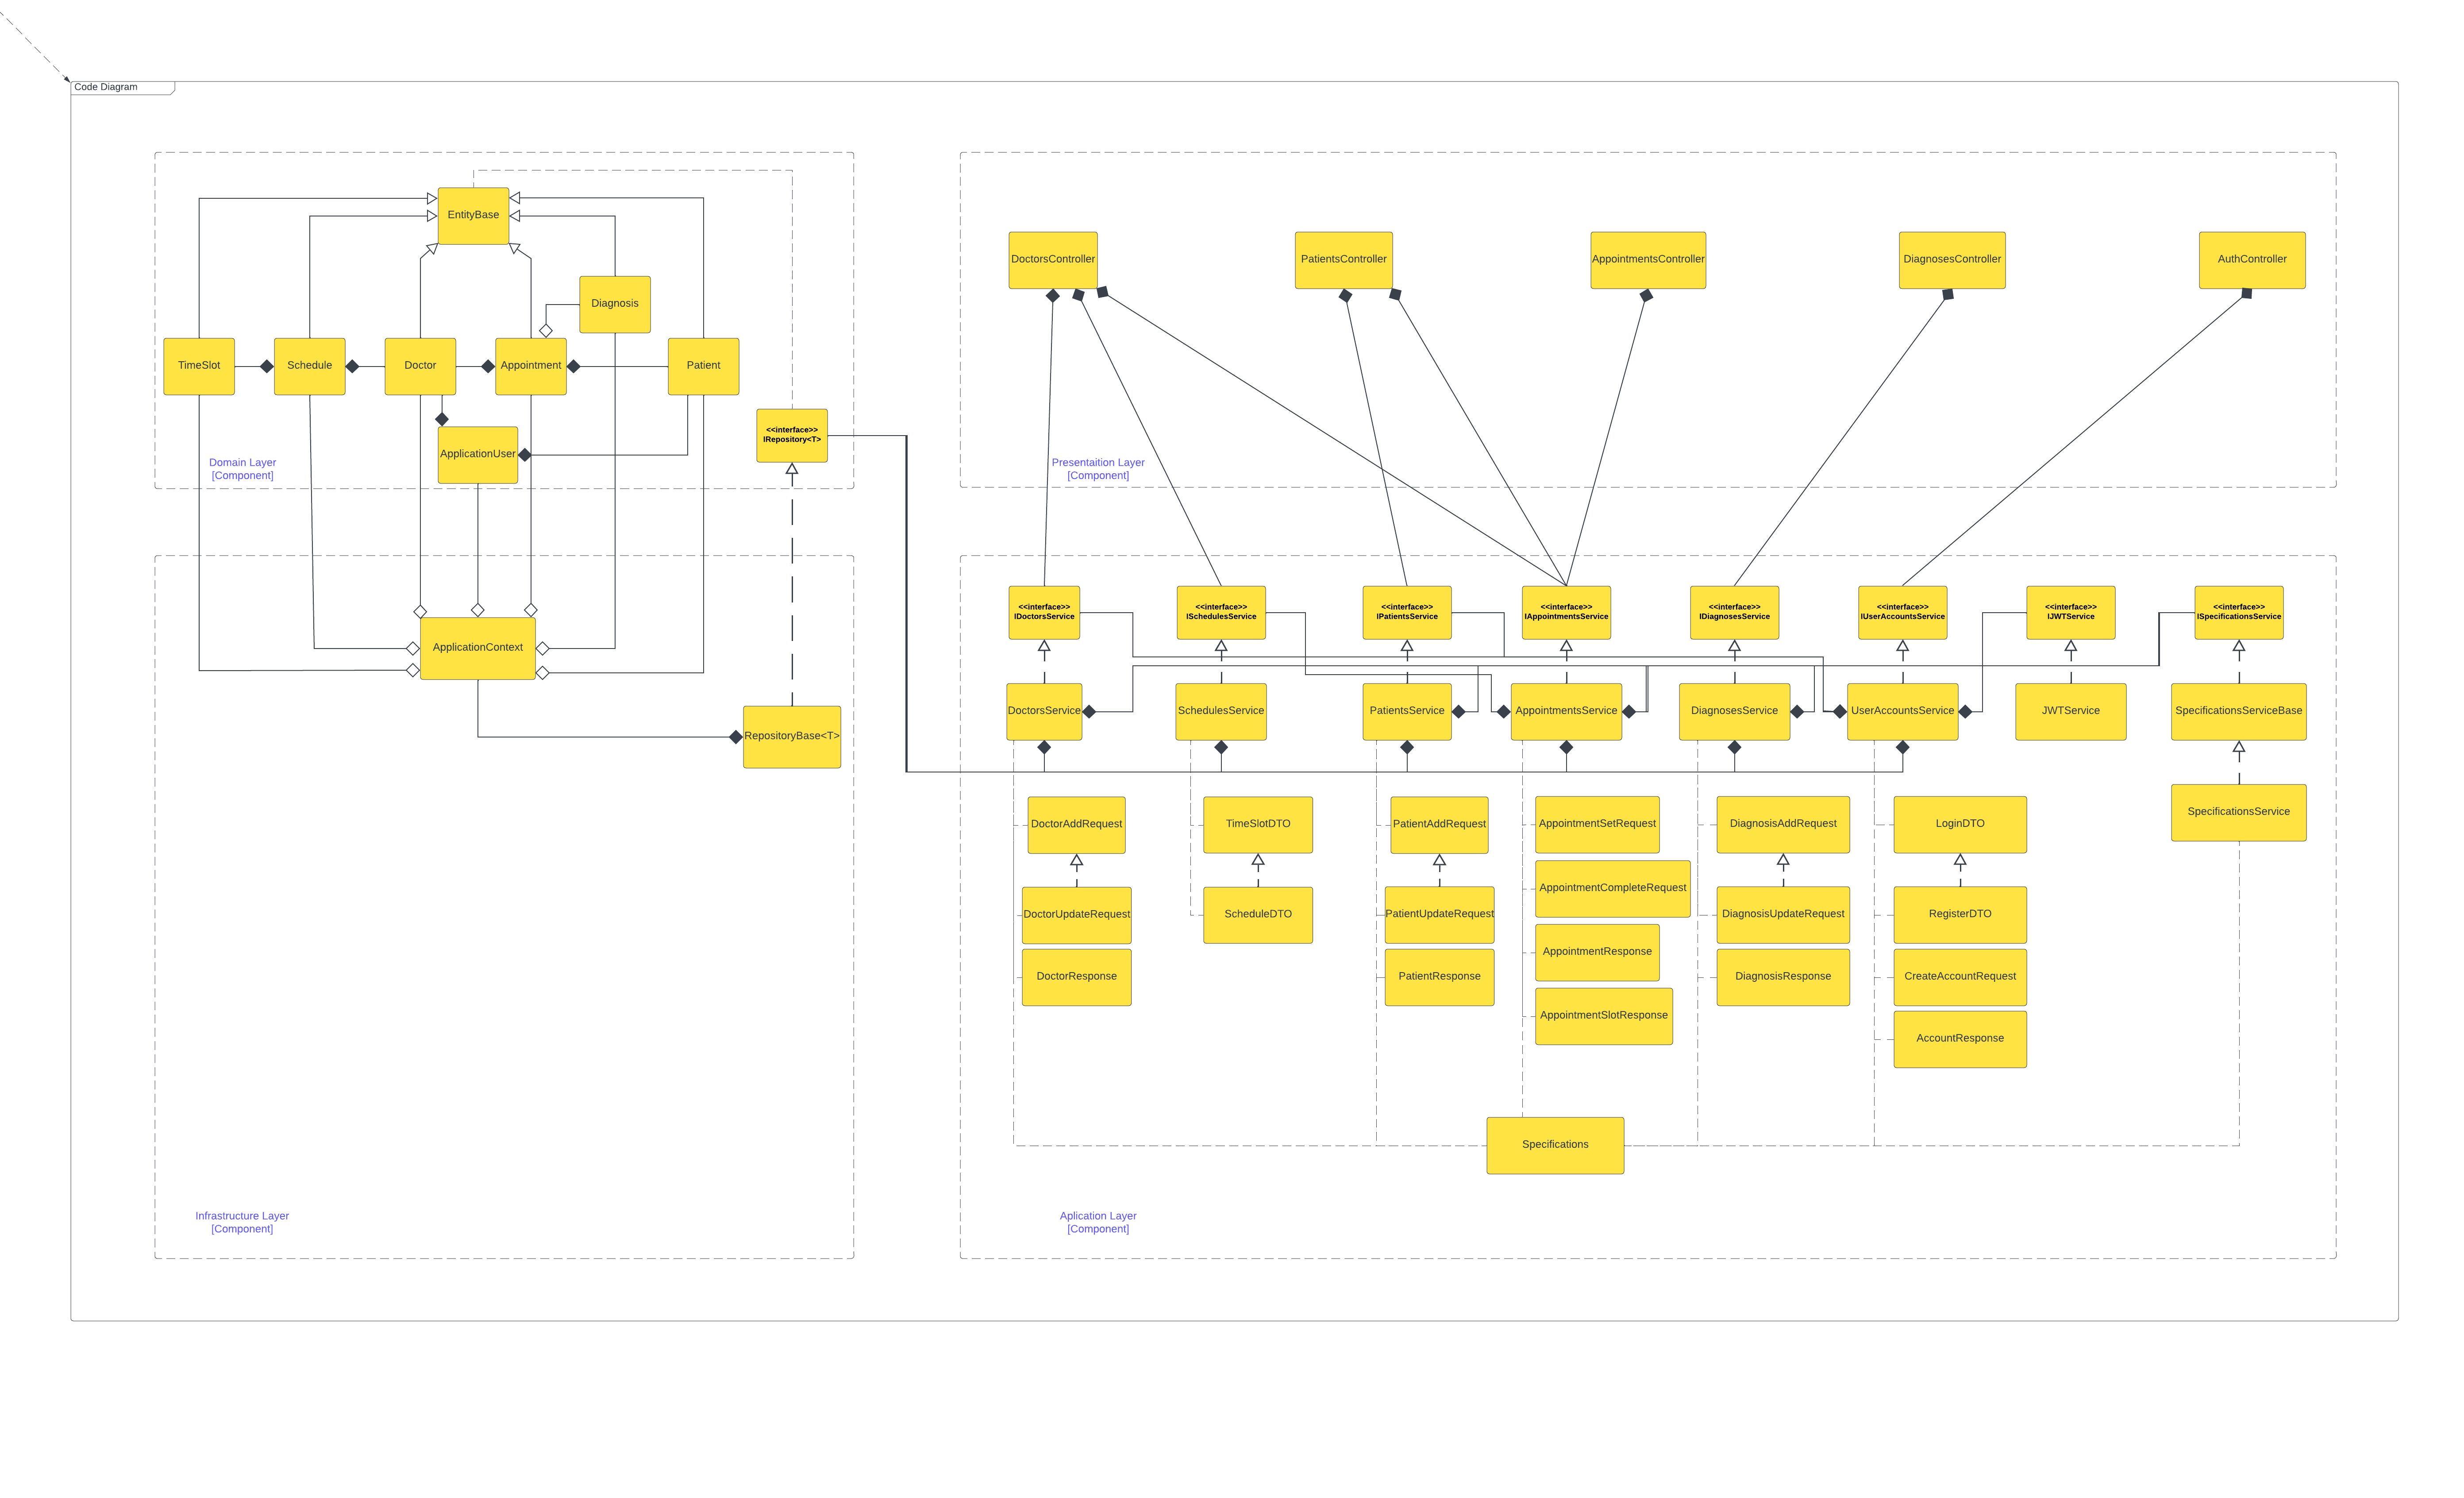 Code Diagram
EntityBase
Diagnosis
TimeSlot
Schedule
Doctor
Appointment
Patient
<<interface>>
IRepository<T>
ApplicationUser
Domain Layer
[Component]
DoctorsController
PatientsController
AppointmentsController
DiagnosesController
AuthController
Presentaition Layer
[Component]
ApplicationContext
RepositoryBase<T>
Infrastructure Layer
[Component]
<<interface>>
IDoctorsService
<<interface>>
ISchedulesService
<<interface>>
IPatientsService
<<interface>>
IAppointmentsService
<<interface>>
IDiagnosesService
<<interface>>
IUserAccountsService
<<interface>>
IJWTService
<<interface>>
ISpecificationsService
DoctorsService
SchedulesService
PatientsService
AppointmentsService
DiagnosesService
UserAccountsService
JWTService
SpecificationsServiceBase
SpecificationsService
DoctorAddRequest
DoctorUpdateRequest
DoctorResponse
TimeSlotDTO
ScheduleDTO
PatientAddRequest
PatientUpdateRequest
PatientResponse
AppointmentSetRequest
AppointmentCompleteRequest
AppointmentResponse
AppointmentSlotResponse
DiagnosisAddRequest
DiagnosisUpdateRequest
DiagnosisResponse
LoginDTO
RegisterDTO
CreateAccountRequest
AccountResponse
Specifications
Aplication Layer
[Component]